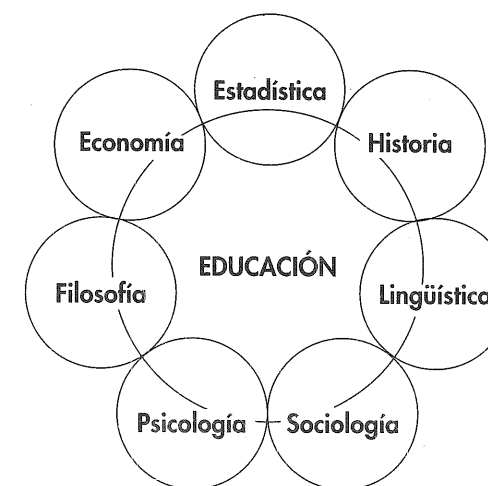 Estadística
Economía
Historia
EDUCACIÓN
Filosofía
Lingüística
Psicología
Sociología